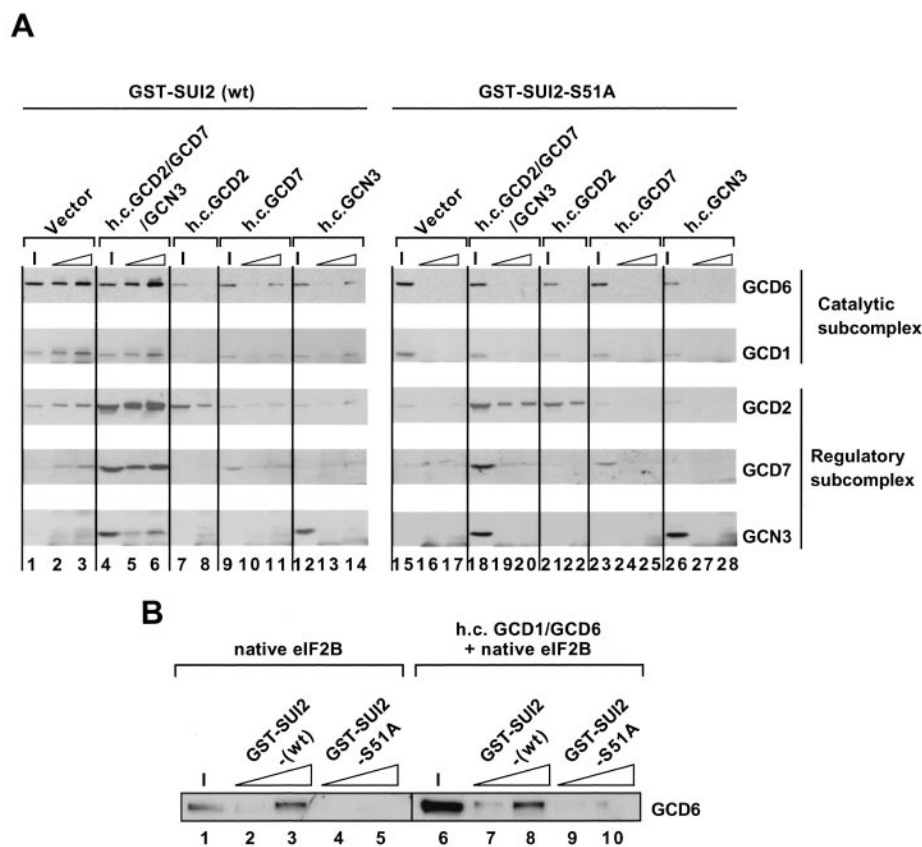 A
GST-SUI2 (wt)
GST-SUI2-S51A
Vector
h.c.GCD2/GCD7
/GCN3
h.c.GCD2
h.c.GCD7
h.c.GCN3
Vector
h.c.GCD2/GCD7
/GCN3
h.c.GCD2
h.c.GCD7
h.c.GCN3
I I I I I I I I I I
GCD6
Catalytic
subcomplex
GCD1
GCD2
Regulatory
subcomplex
GCD7
GCN3
1 2 3 4 5 6 7 8 9 10 11 12 13 14 15 16 17 18 19 20 21 22 23 24 25 26 27 28
B
native eIF2B
h.c. GCD1/GCD6
+ native eIF2B
GST-SUI2
-(wt)
GST-SUI2
-S51A
GST-SUI2
-(wt)
GST-SUI2
-S51A
I I
GCD6
1 2 3 4 5 6 7 8 9 10